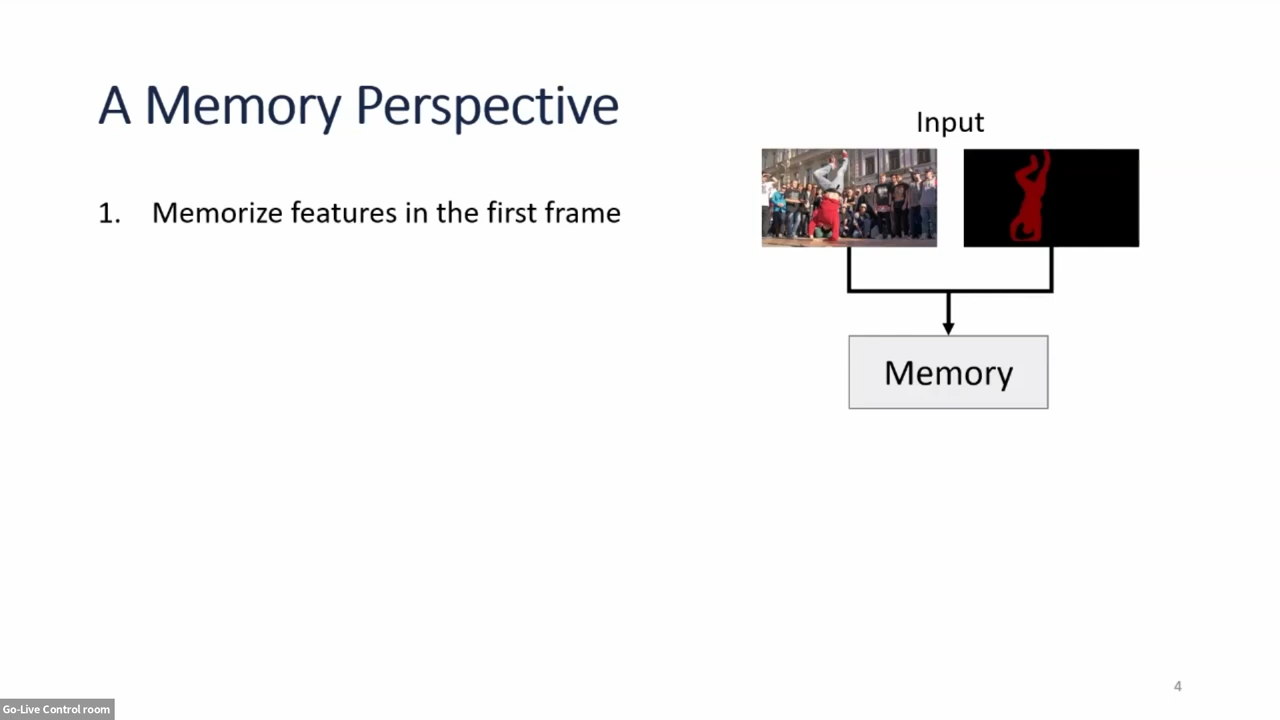 A Memory Perspective
Input
1. Memorize features in the first frame
Memory
4
Go-Live Control room